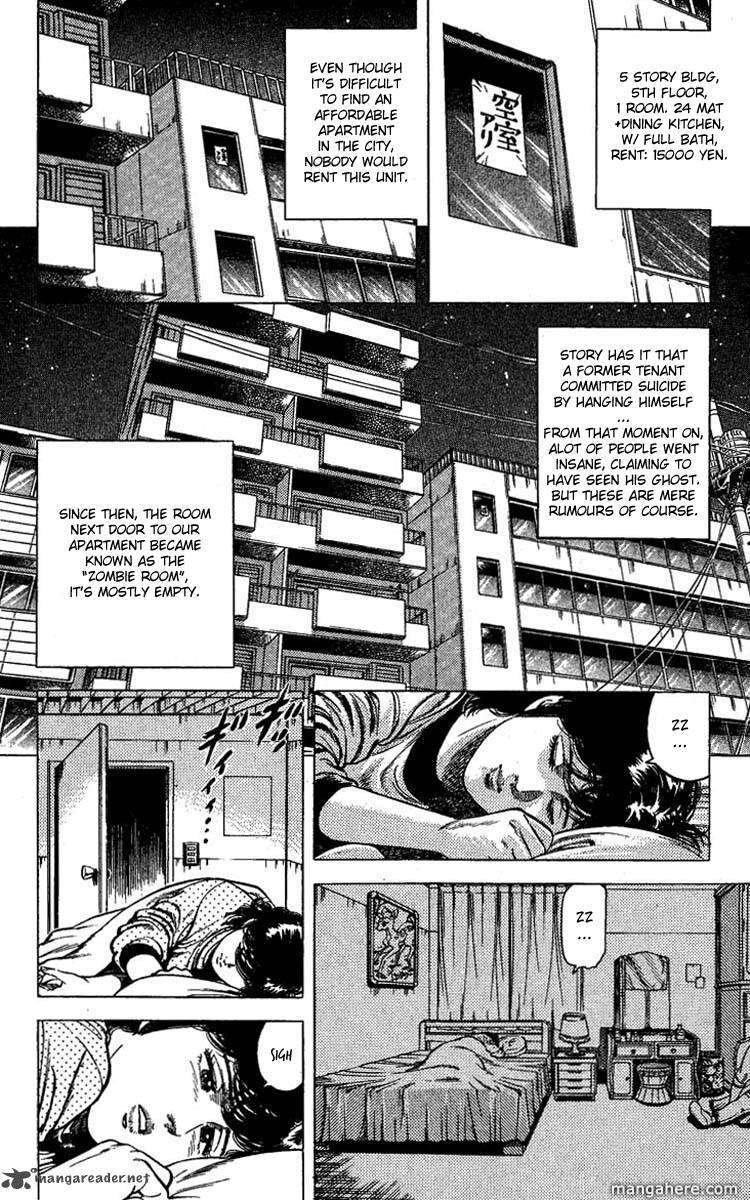 5 STORY BLDG,
5TH FLOOR,
1 ROOM. 24 MAT
+DINING KITCHEN,
W/ FULL BATH,
RENT: 15000 YEN.
空室
アリ
EVEN THOUGH
IT'S DIFFICULT
TO FIND AN
AFFORDABLE
APARTMENT
IN THE CITY,
NOBODY WOULD
RENT THIS UNIT.
STORY HAS IT THAT
A FORMER TENANT
COMMITTED SUICIDE
BY HANGING HIMSELF
...
FROM THAT MOMENT ON,
ALOT OF PEOPLE WENT
INSANE, CLAIMING TO
HAVE SEEN HIS GHOST.
BUT THESE ARE MERE
RUMOURS OF COURSE.
SINCE THEN, THE ROOM
NEXT DOOR TO OUR
APARTMENT BECAME
KNOWN AS THE
"ZOMBIE ROOM",
IT'S MOSTLY EMPTY.
ZZ
...
ZZ
...
SIGH
mangareader.net
mangahere.com